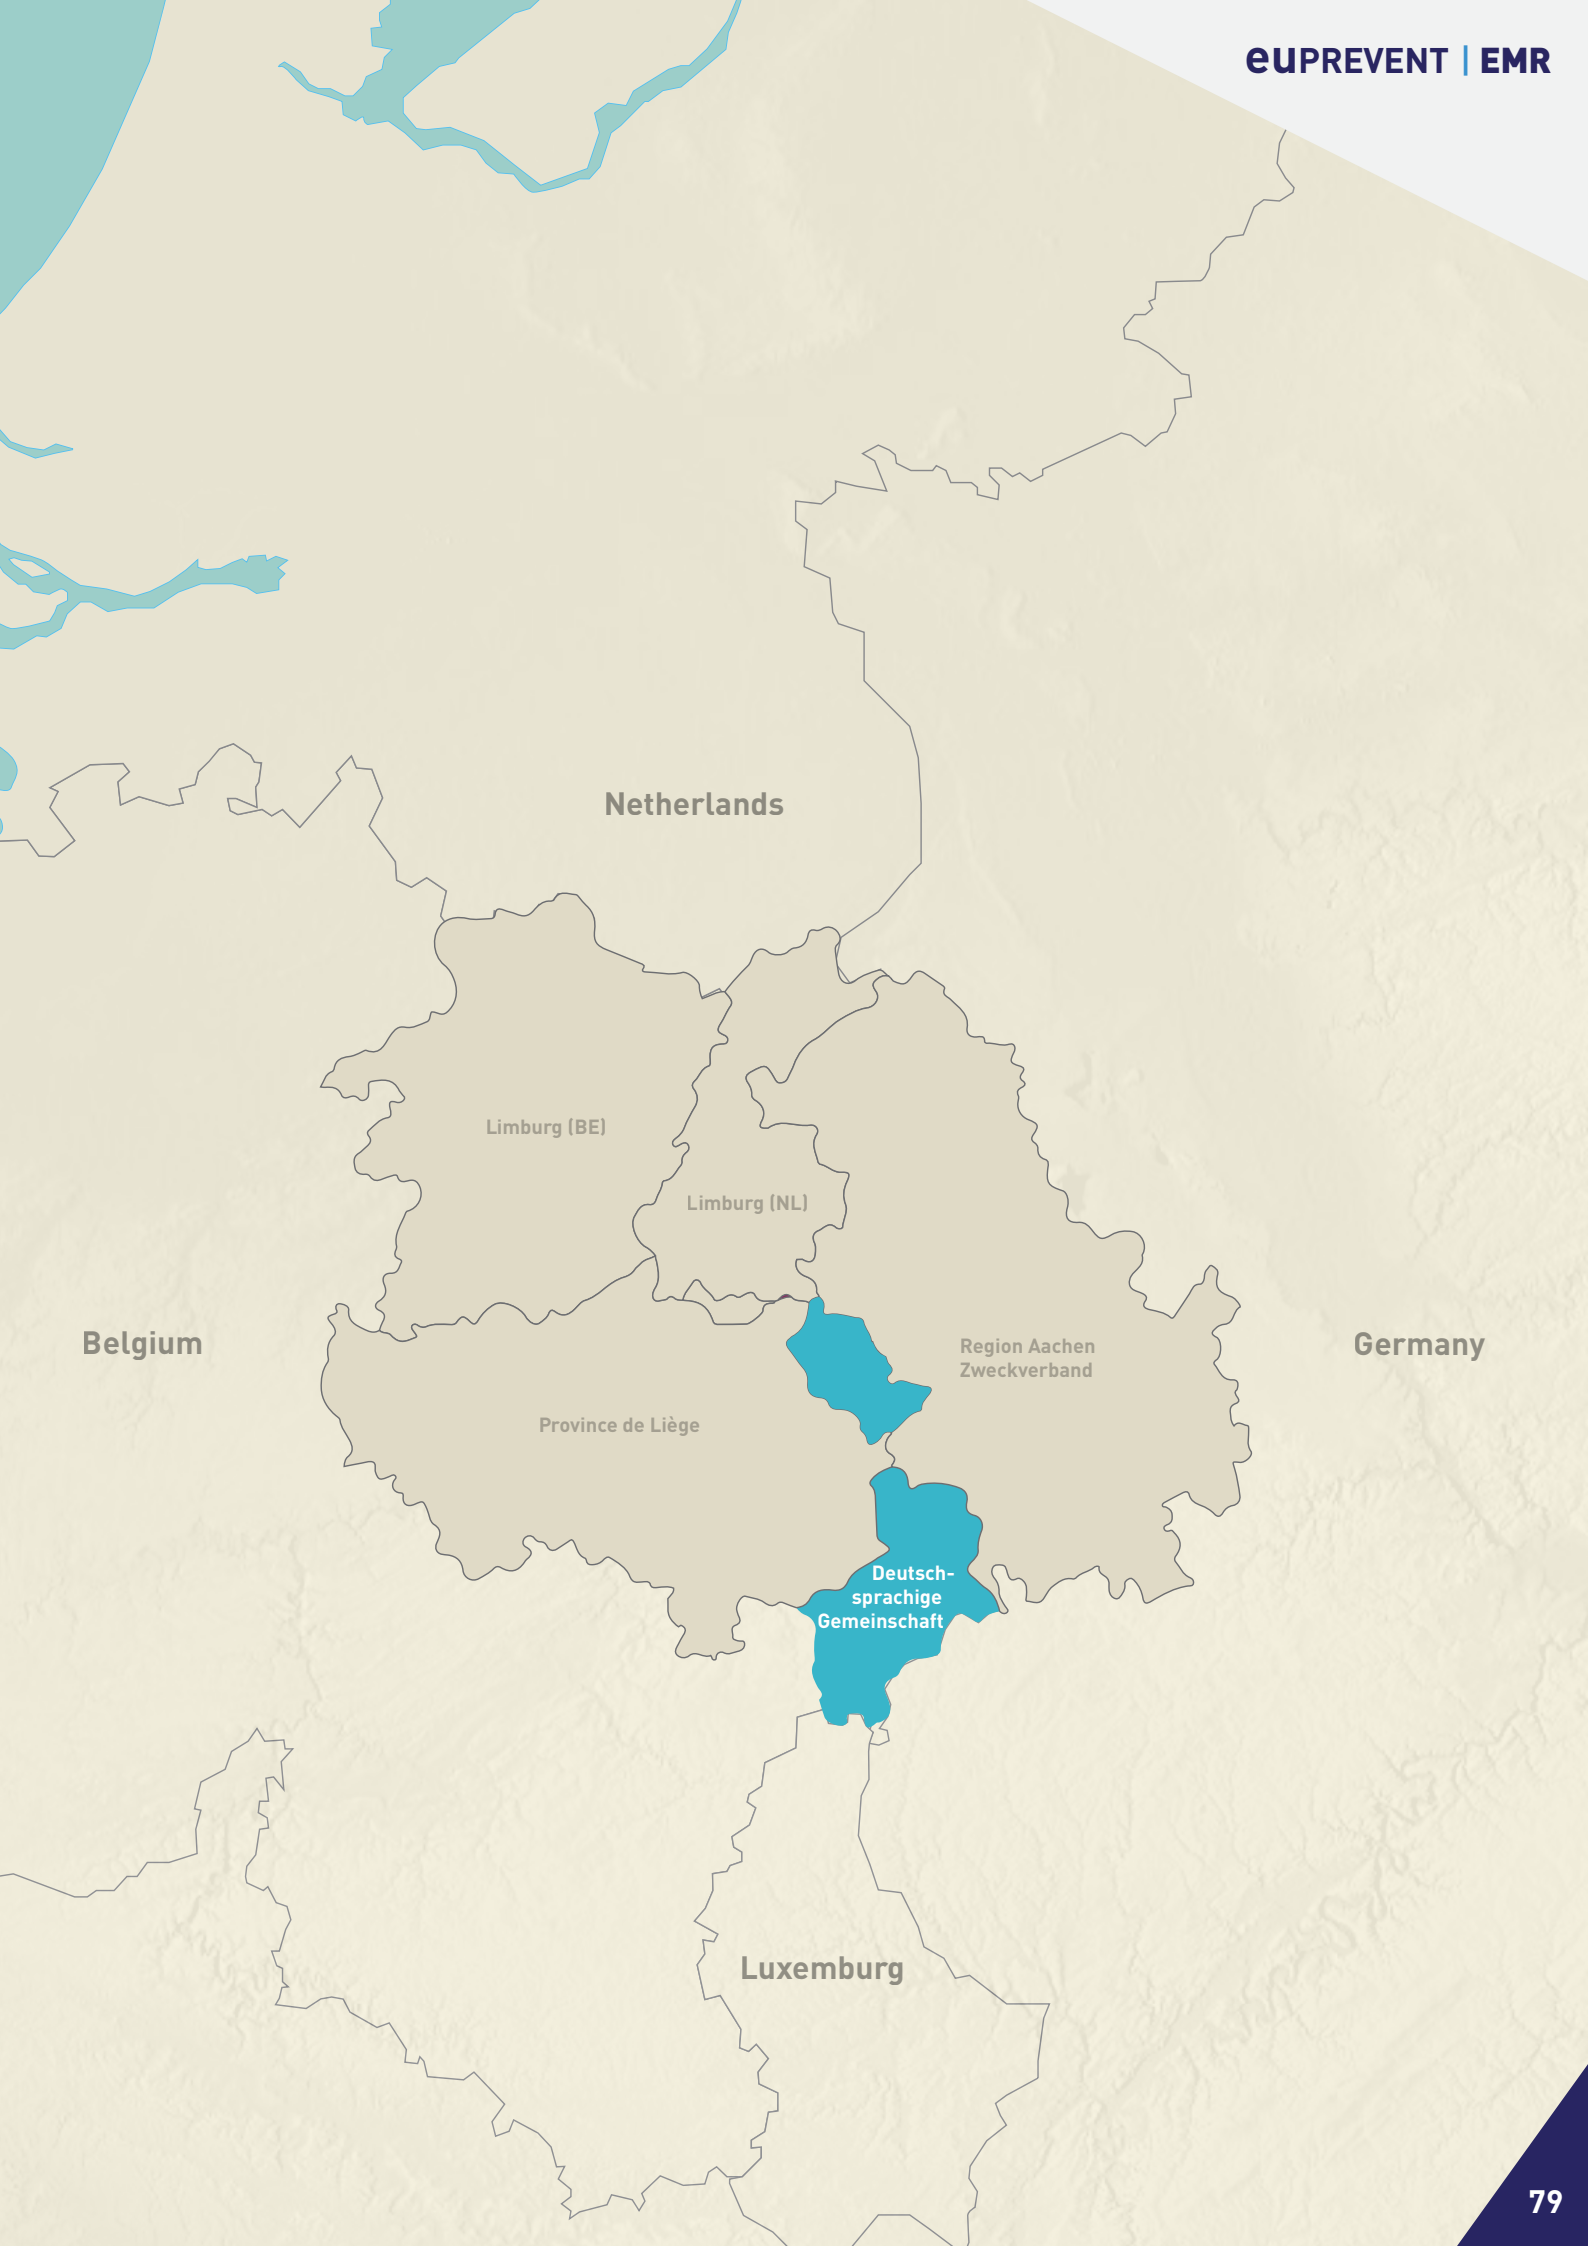 euPREVENT | EMR
Netherlands
Limburg (BE)
Limburg (NL)
Belgium
Region Aachen
Zweckverband
Germany
Province de Liège
Deutsch-
sprachige
Gemeinschaft
Luxemburg
79